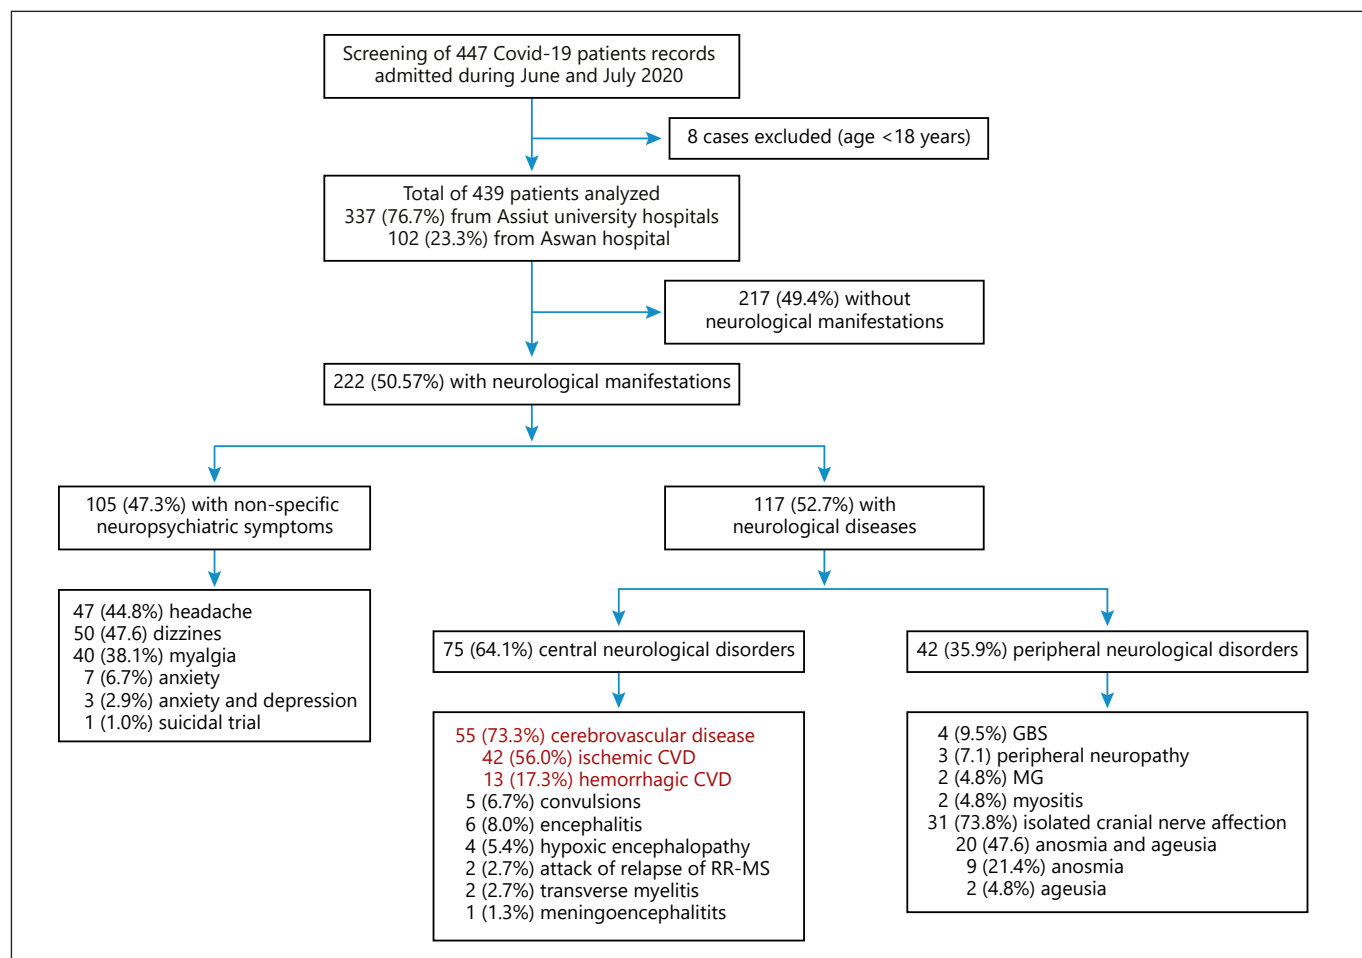 Screening of 447 Covid-19 patients records
admitted during June and July 2020
8 cases excluded (age <18 years)
Total of 439 patients analyzed
337 (76.7%) frum Assiut university hospitals
102 (23.3%) from Aswan hospital
217 (49.4%) without
neurological manifestations
222 (50.57%) with neurological manifestations
105 (47.3%) with non-specific
neuropsychiatric symptoms
117 (52.7%) with
neurological diseases
47 (44.8%) headache
50 (47.6) dizzines
40 (38.1%) myalgia
7 (6.7%) anxiety
3 (2.9%) anxiety and depression
1 (1.0%) suicidal trial
75 (64.1%) central neurological disorders
42 (35.9%) peripheral neurological disorders
55 (73.3%) cerebrovascular disease
42 (56.0%) ischemic CVD
13 (17.3%) hemorrhagic CVD
5 (6.7%) convulsions
6 (8.0%) encephalitis
4 (5.4%) hypoxic encephalopathy
2 (2.7%) attack of relapse of RR-MS
2 (2.7%) transverse myelitis
1 (1.3%) meningoencephalitits
4 (9.5%) GBS
3 (7.1) peripheral neuropathy
2 (4.8%) MG
2 (4.8%) myositis
31 (73.8%) isolated cranial nerve affection
20 (47.6) anosmia and ageusia
9 (21.4%) anosmia
2 (4.8%) ageusia